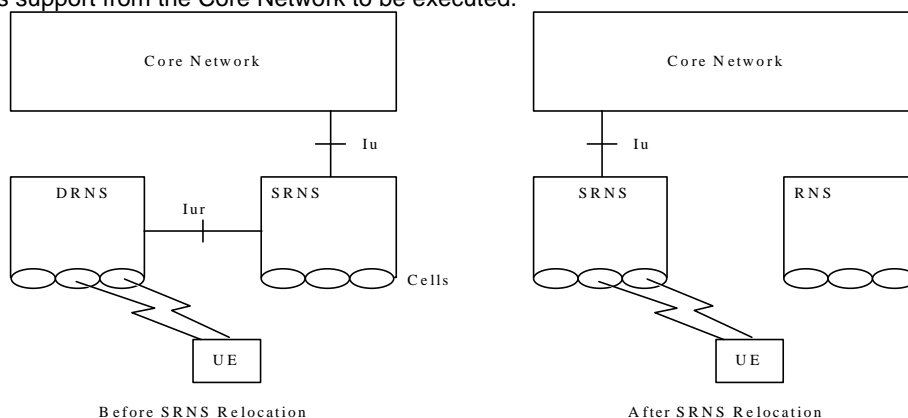 s support from the Core Network to be executed.
Core Network
Core Network
Iu
Iu
DRNS
SRNS
SRNS
RNS
Iur
Cells
UE
UE
Before SRNS Relocation
After SRNS Relocation